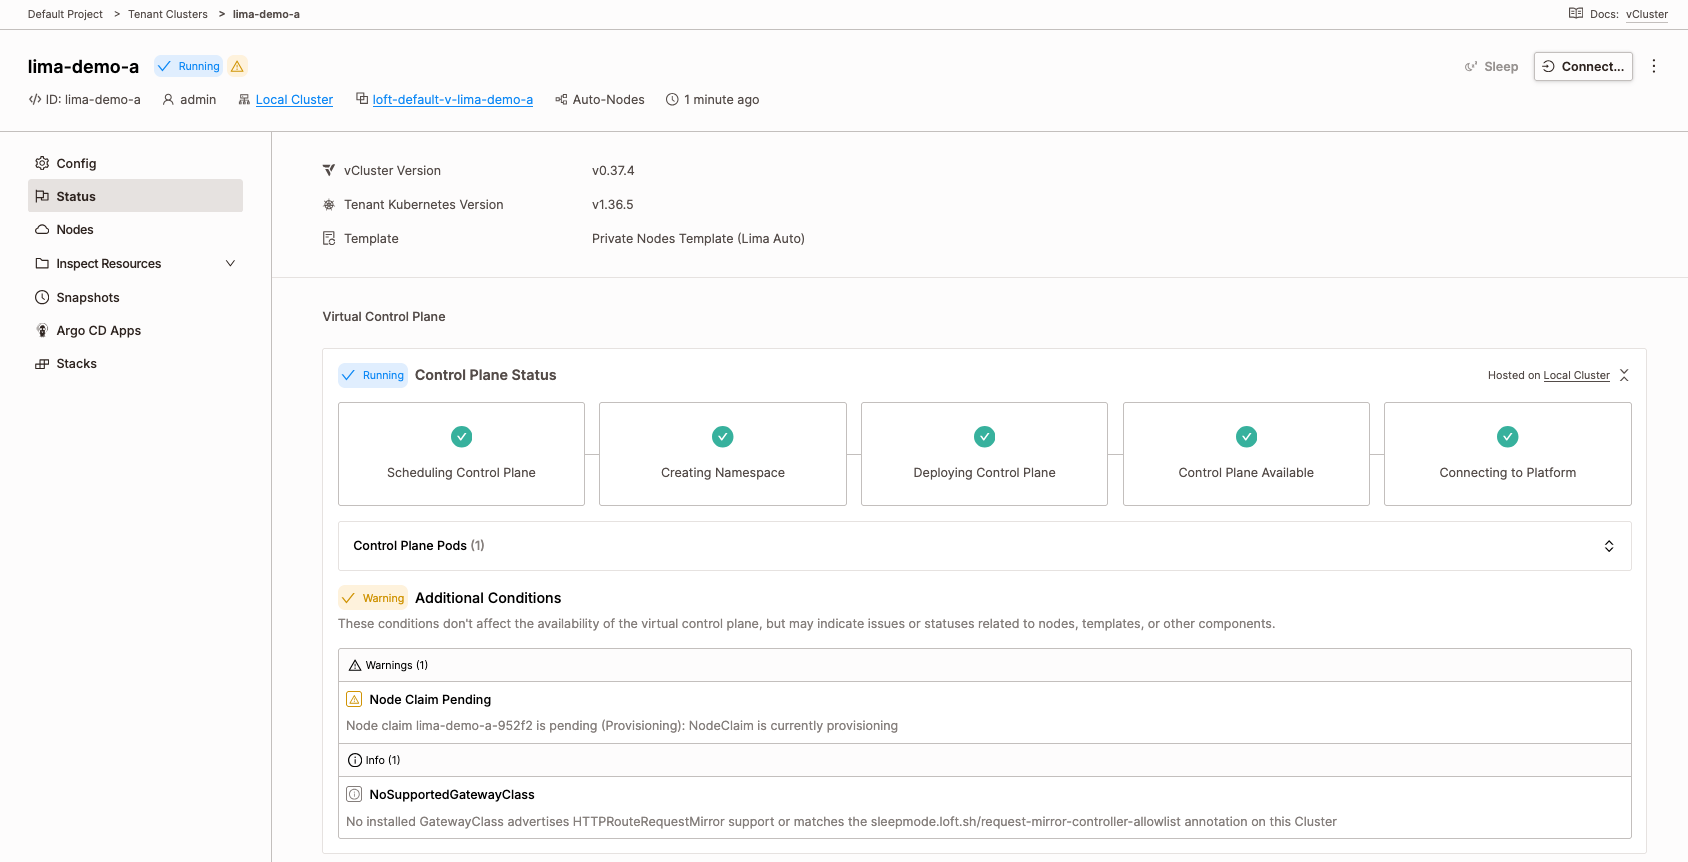 Default Project > Tenant Clusters > lima-demo-a
Docs: vCluster
lima-demo-a Running
Sleep Connect...
ID: lima-demo-a admin Local Cluster loft-default-v-lima-demo-a Auto-Nodes 1 minute ago
Config
Status
Nodes
Inspect Resources
Snapshots
Argo CD Apps
Stacks
vCluster Version v0.37.4
Tenant Kubernetes Version v1.36.5
Template Private Nodes Template (Lima Auto)
Virtual Control Plane
Running Control Plane Status Hosted on Local Cluster
Scheduling Control Plane
Creating Namespace
Deploying Control Plane
Control Plane Available
Connecting to Platform
Control Plane Pods (1)
Warning Additional Conditions
These conditions don't affect the availability of the virtual control plane, but may indicate issues or statuses related to nodes, templates, or other components.
Warnings (1)
Node Claim Pending
Node claim lima-demo-a-952f2 is pending (Provisioning): NodeClaim is currently provisioning
Info (1)
NoSupportedGatewayClass
No installed GatewayClass advertises HTTPRouteRequestMirror support or matches the sleepmode.loft.sh/request-mirror-controller-allowlist annotation on this Cluster